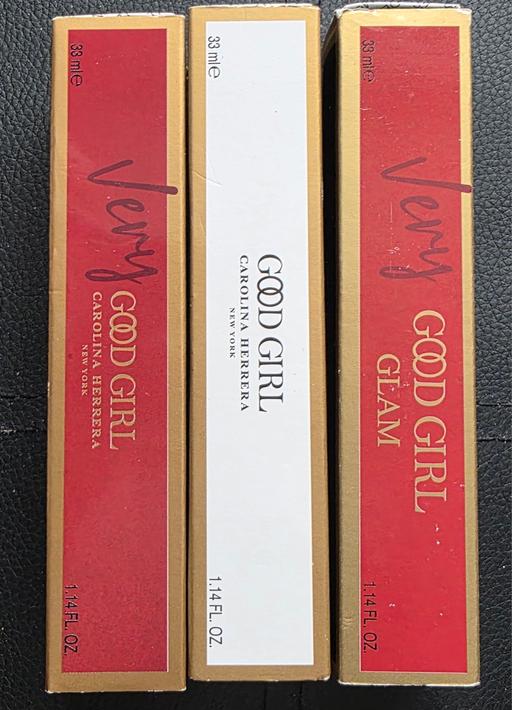 33 ml℮
Very
GOOD GIRL
CAROLINA HERRERA
NEW YORK
1.14 FL. OZ.
33 ml℮
GOOD GIRL
CAROLINA HERRERA
NEW YORK
1.14 FL. OZ.
33 ml℮
Very
GOOD GIRL
GLAM
1.14 FL. OZ.